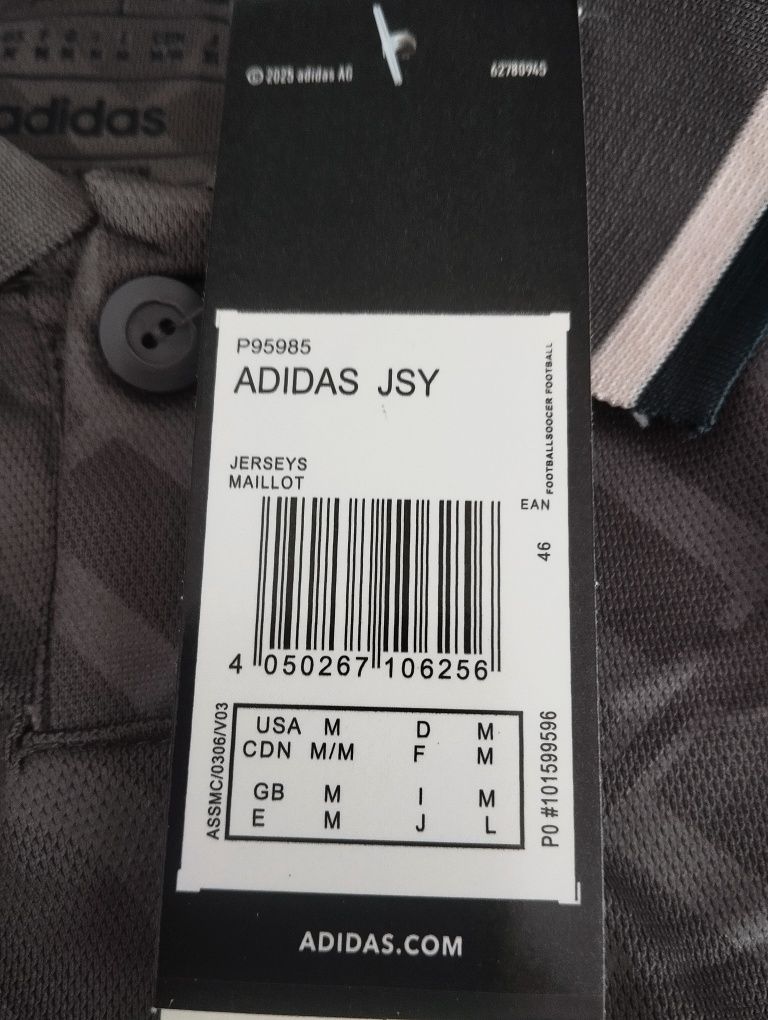 adidas
© 2025 adidas AG
62780945
P95985
ADIDAS JSY
FOOTBALLSOOCER FOOTBALL
JERSEYS
MAILLOT
EAN
46
4 050267 106256
ASSMC/0306/V03
USA M D M
CDN M/M F M
GB M I M
E M J L
PO #101599596
ADIDAS.COM